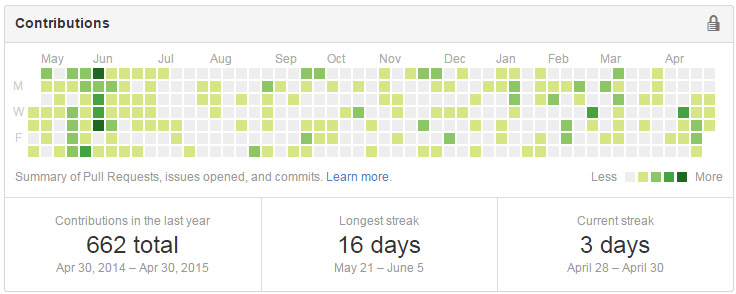 Contributions
May Jun Jul Aug Sep Oct Nov Dec Jan Feb Mar Apr
M
W
F
Summary of Pull Requests, issues opened, and commits. Learn more. Less More
Contributions in the last year
662 total
Apr 30, 2014 – Apr 30, 2015
Longest streak
16 days
May 21 – June 5
Current streak
3 days
April 28 – April 30